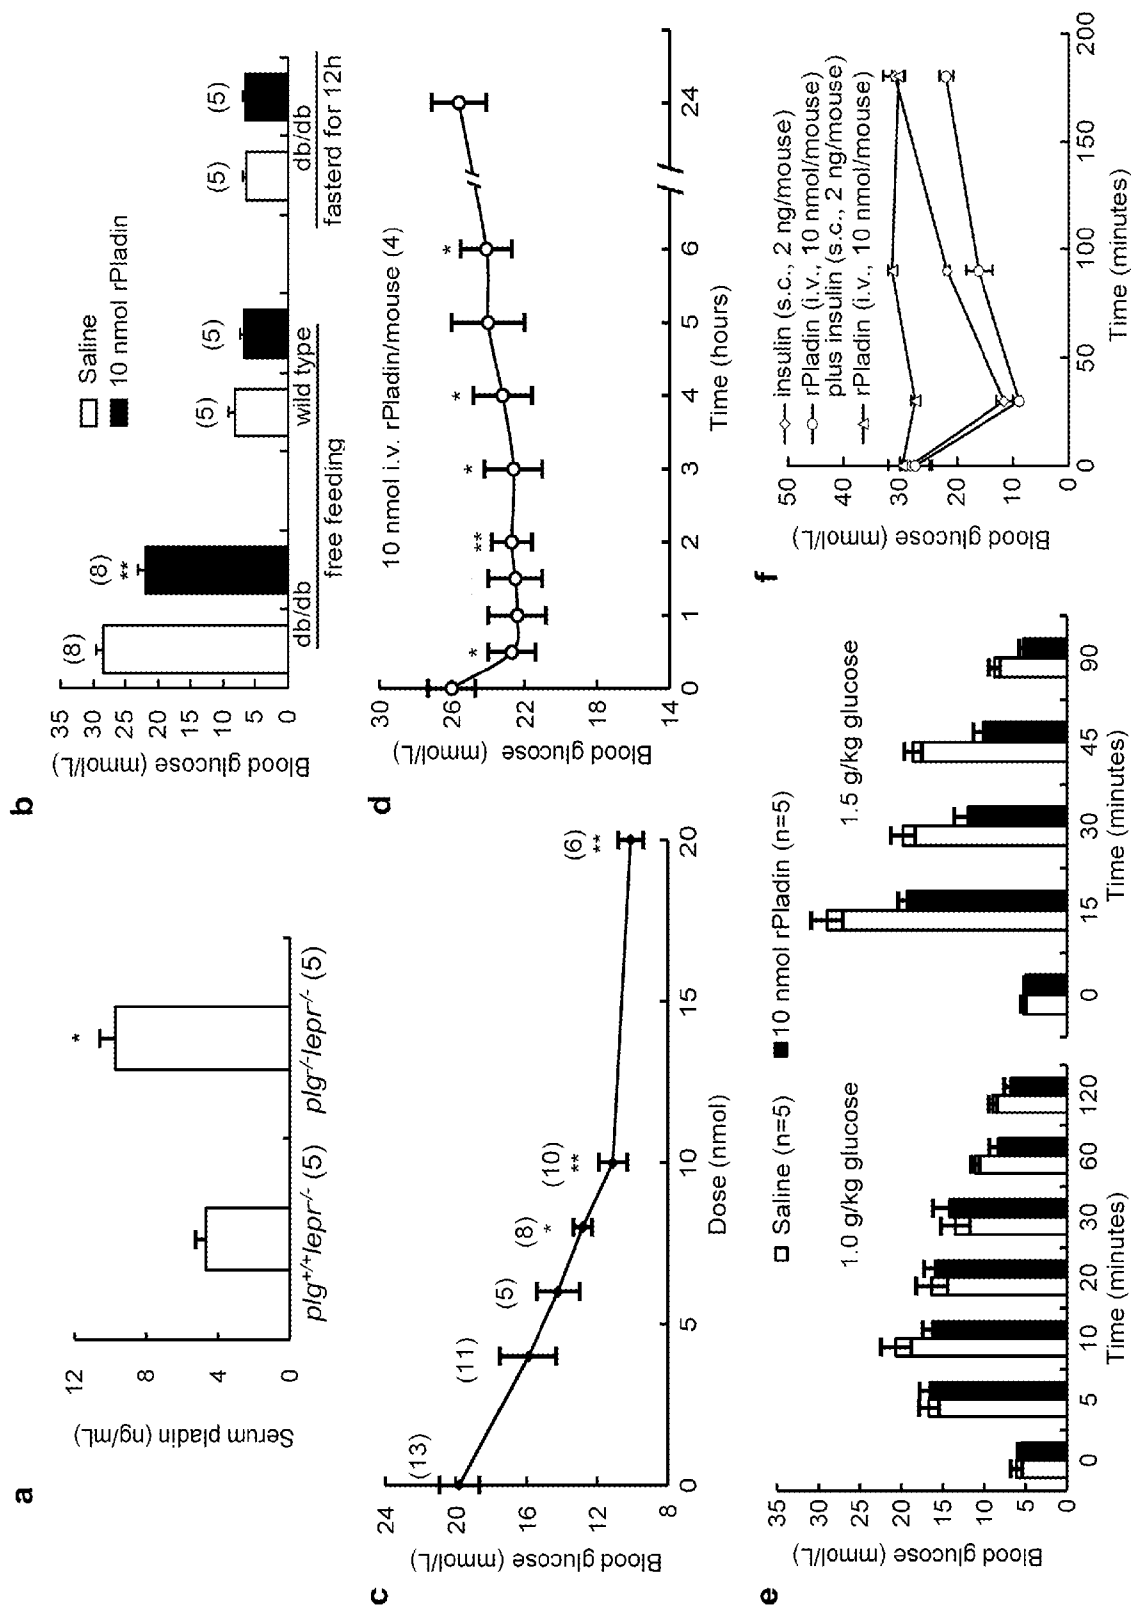 a
Serum pladin (ng/mL)
12
8
4
0
*
plg+/+lepr/- (5)
plg-/-lepr/- (5)
b
Blood glucose (mmol/L)
35
30
25
20
15
10
5
0
Saline
10 nmol rPladin
(8)
(8)
**
(5)
(5)
(5)
(5)
db/db
wild type
db/db
free feeding
fasterd for 12h
c
Blood glucose (mmol/L)
24
20
16
12
8
(13)
(11)
(5)
(8)
*
(10)
**
(6)
**
0
5
10
15
20
Dose (nmol)
d
Blood glucose (mmol/L)
30
26
22
18
14
10 nmol i.v. rPladin/mouse (4)
*
**
*
*
*
0
1
2
3
4
5
6
24
Time (hours)
e
Blood glucose (mmol/L)
35
30
25
20
15
10
5
0
Saline (n=5)
10 nmol rPladin (n=5)
1.0 g/kg glucose
1.5 g/kg glucose
0
5
10
20
30
60
120
Time (minutes)
0
15
30
45
90
Time (minutes)
f
Blood glucose (mmol/L)
50
40
30
20
10
0
insulin (s.c., 2 ng/mouse)
rPladin (i.v., 10 nmol/mouse)
plus insulin (s.c., 2 ng/mouse)
rPladin (i.v., 10 nmol/mouse)
0
50
100
150
200
Time (minutes)